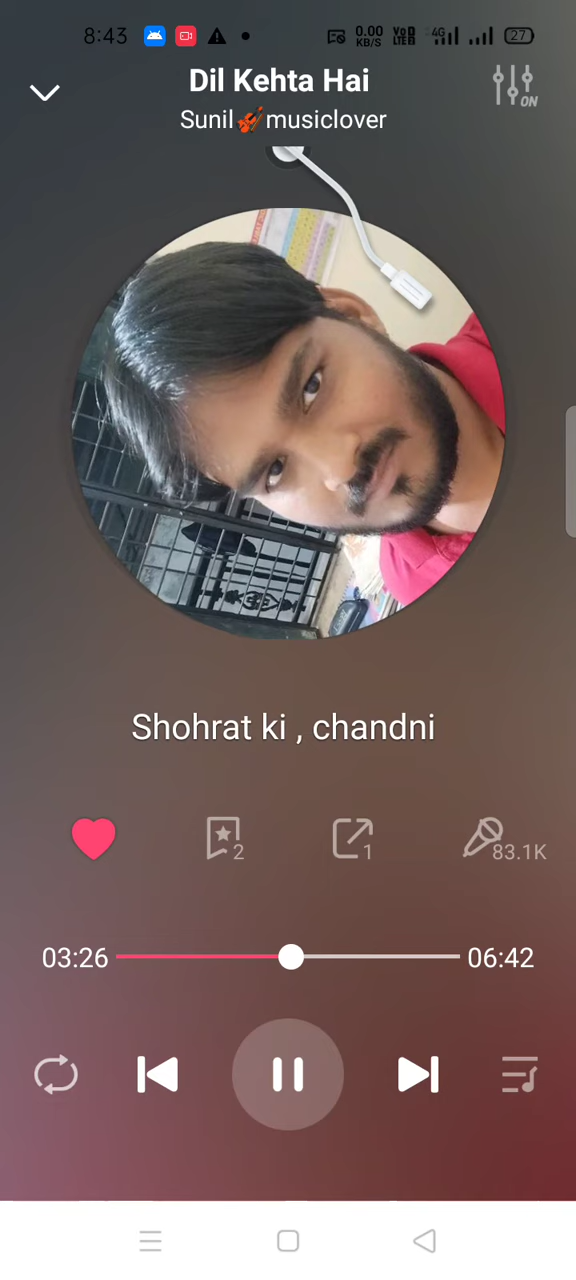 8:43 0.00 KB/S VoD LTE 4G 27
Dil Kehta Hai
ON
Sunil🎻musiclover
Shohrat ki , chandni
2 1 83.1K
03:26 06:42